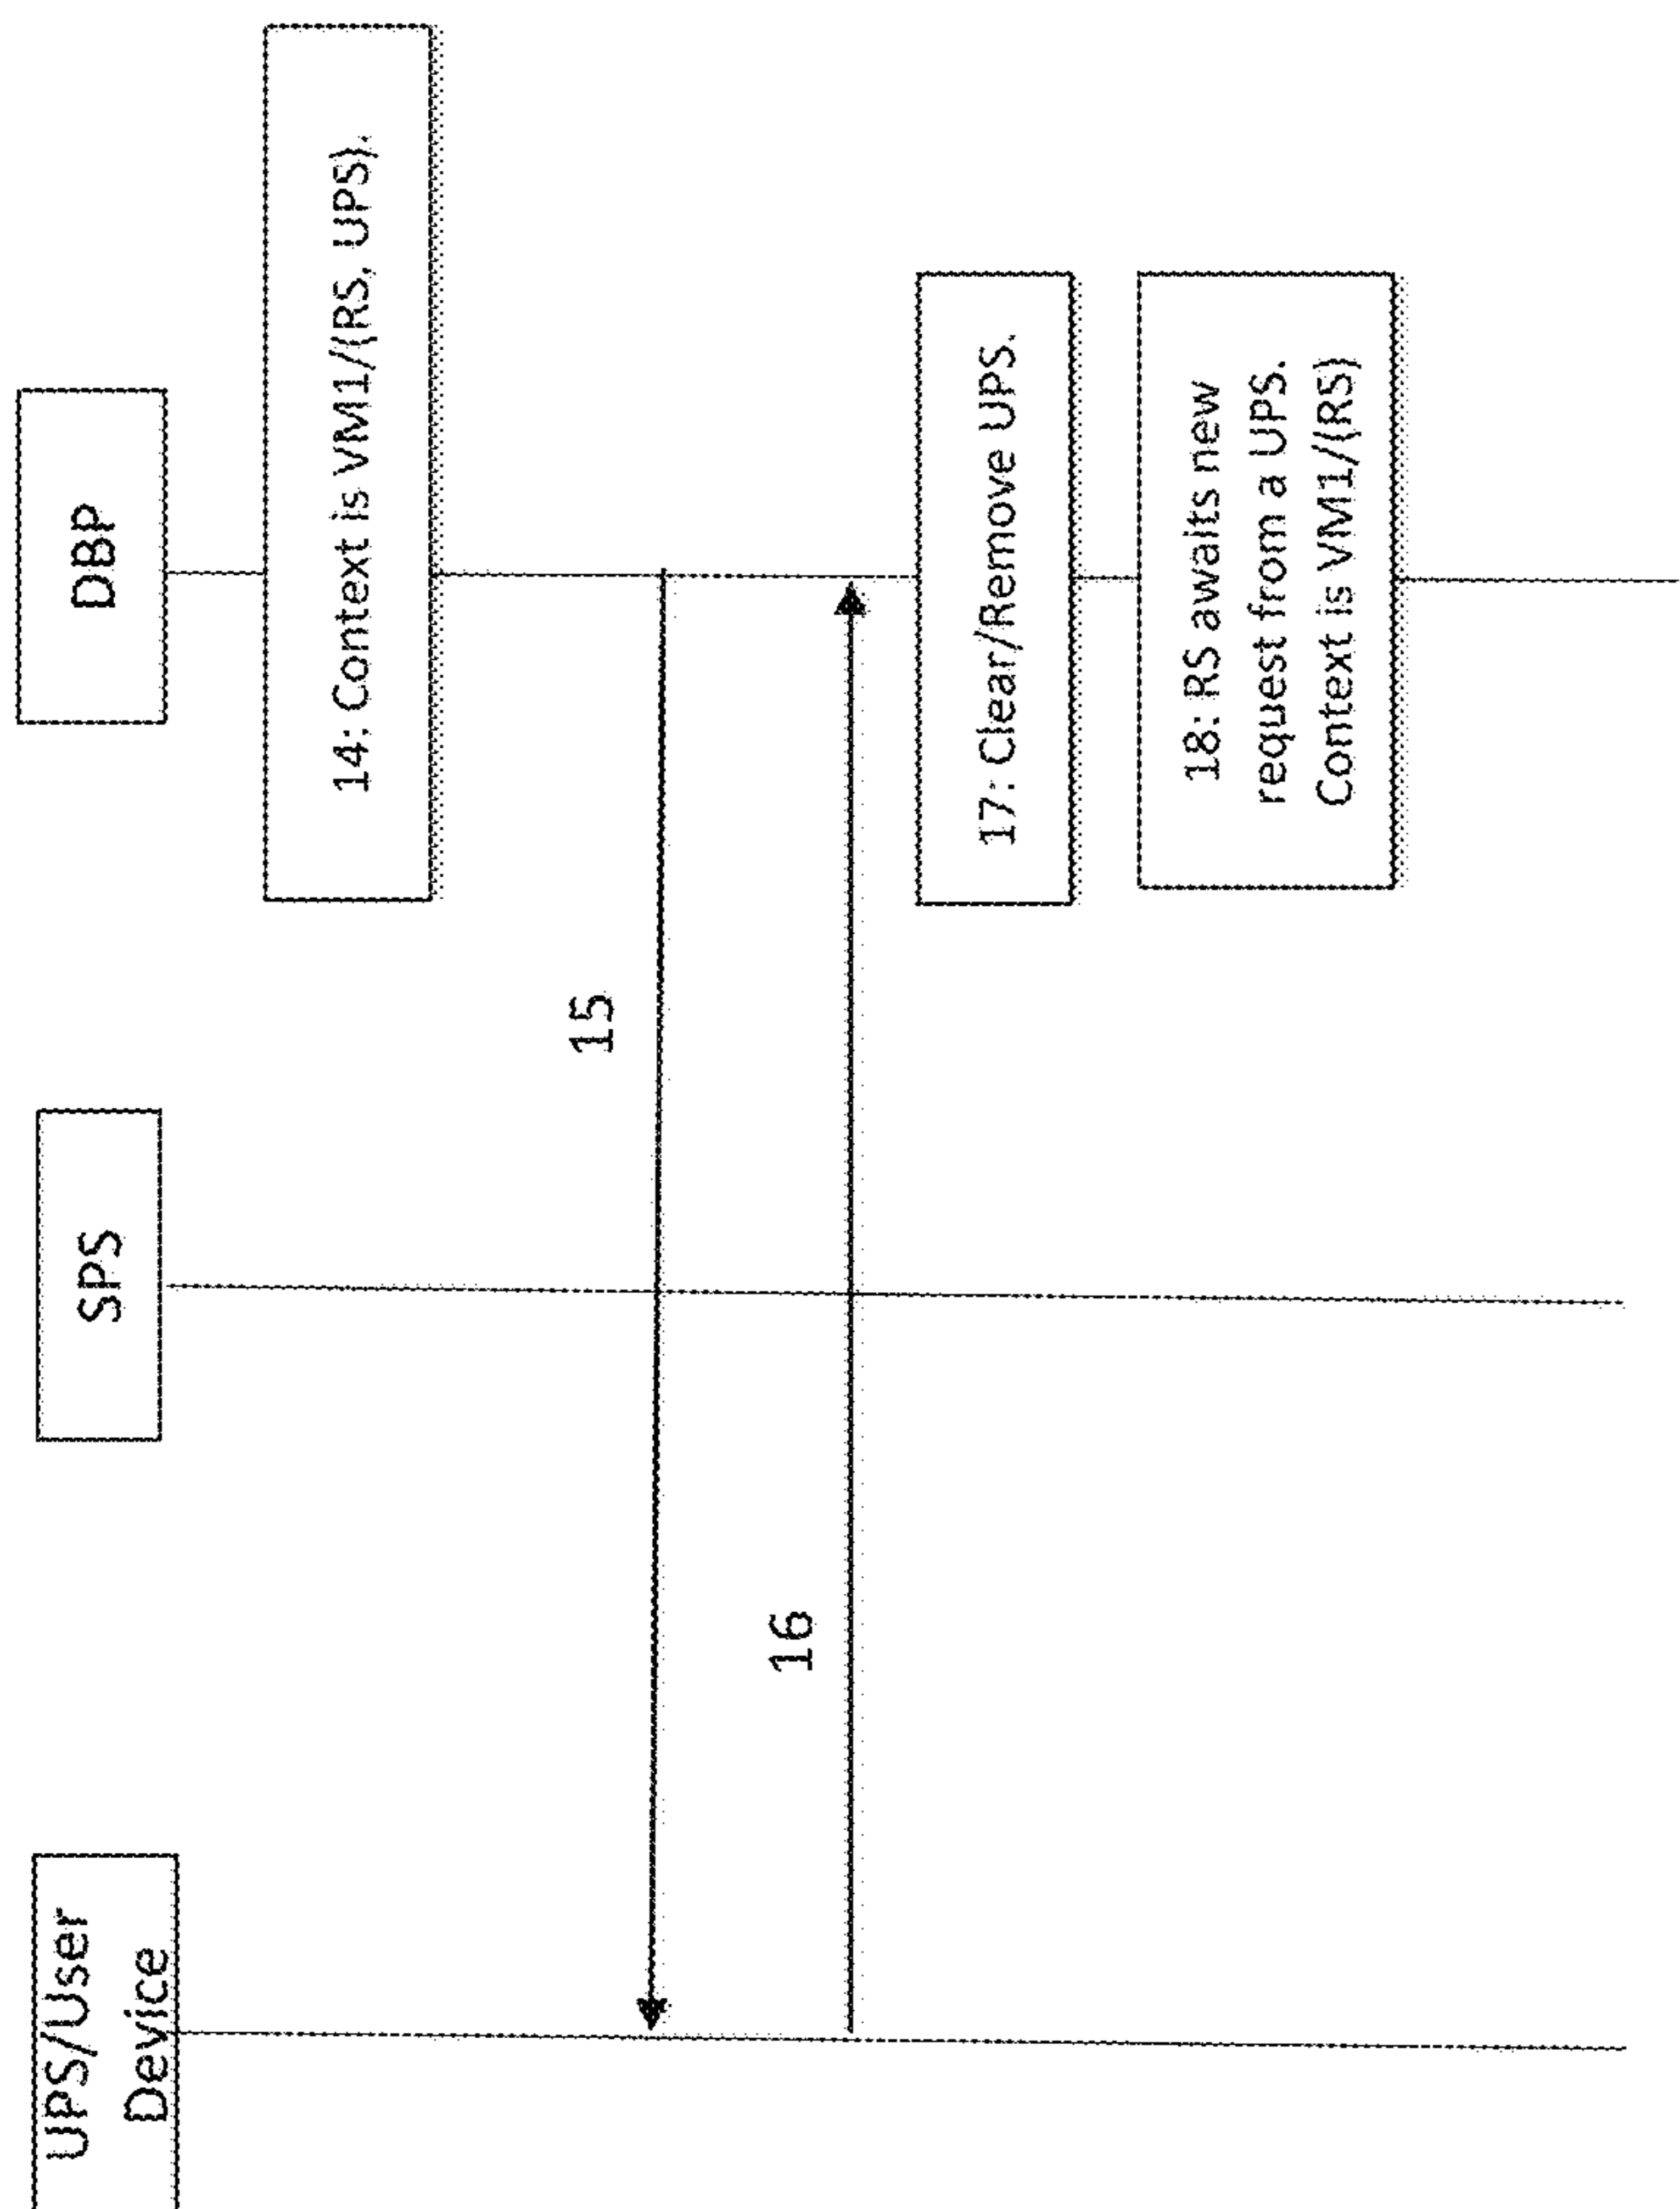 UPS/User
Device
SPS
DBP
14: Context is VM1/{RS, UPS}.
15
16
17: Clear/Remove UPS.
18: RS awaits new
request from a UPS.
Context is VM1/{RS}